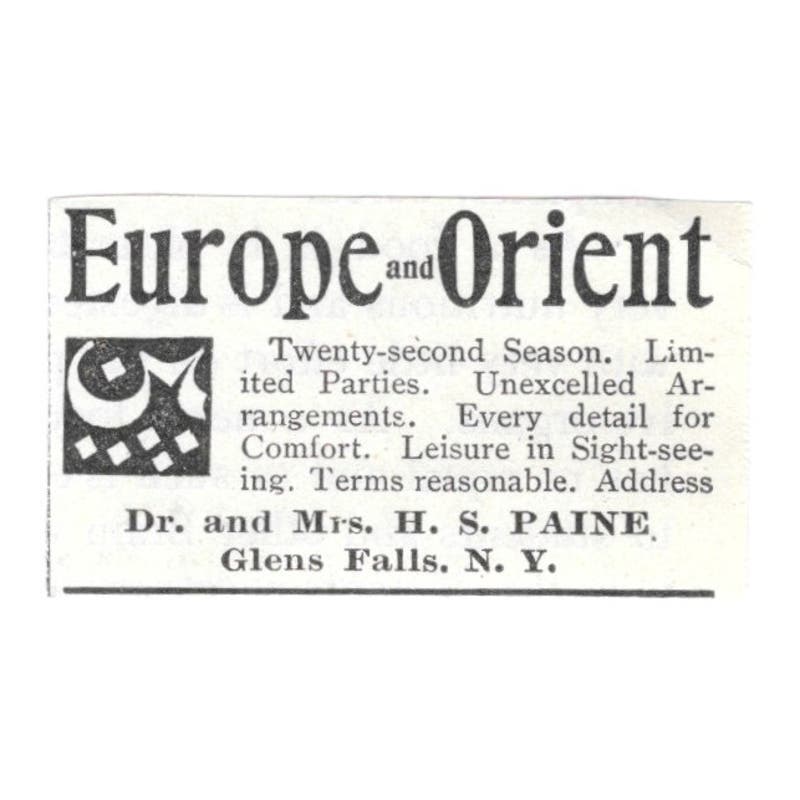 Europe and Orient
Twenty-second Season. Lim-
ited Parties. Unexcelled Ar-
rangements. Every detail for
Comfort. Leisure in Sight-see-
ing. Terms reasonable. Address
Dr. and Mrs. H. S. PAINE,
Glens Falls, N. Y.